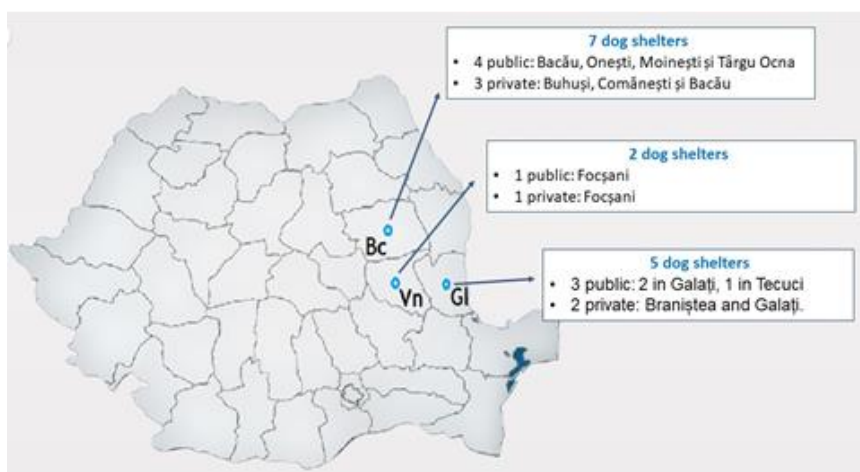 7 dog shelters
• 4 public: Bacău, Onești, Moinești și Târgu Ocna
• 3 private: Buhuși, Comănești și Bacău
2 dog shelters
• 1 public: Focșani
• 1 private: Focșani
Bc
5 dog shelters
• 3 public: 2 in Galați, 1 in Tecuci
• 2 private: Braniștea and Galați.
Vn
Gl